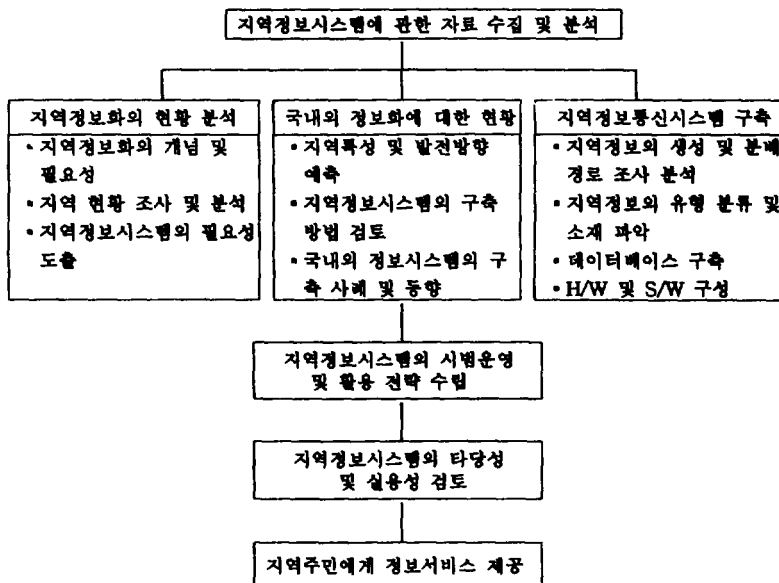 지역정보시스템에 관한 자료 수집 및 분석
지역정보화의 현황 분석
• 지역정보화의 개념 및
필요성
• 지역 현황 조사 및 분석
• 지역정보시스템의 필요성
도출
국내외 정보화에 대한 현황
• 지역특성 및 발전방향
예측
• 지역정보시스템의 구축
방법 검토
• 국내외 정보시스템의 구
축 사례 및 동향
지역정보통신시스템 구축
• 지역정보의 생성 및 분배
경로 조사 분석
• 지역정보의 유형 분류 및
소재 파악
• 데이터베이스 구축
• H/W 및 S/W 구성
지역정보시스템의 시범운영
및 활용 전략 수립
지역정보시스템의 타당성
및 실용성 검토
지역주민에게 정보서비스 제공